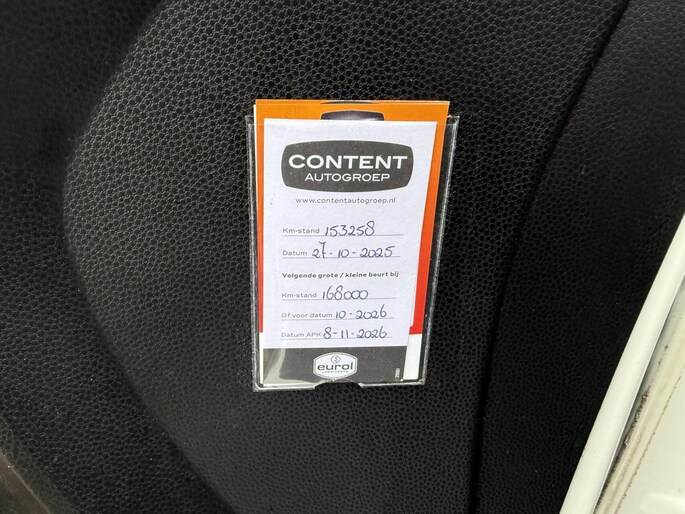 CONTENT
AUTOGROEP
www.contentautogroep.nl
Km-stand 153258
Datum 27-10-2025
Volgende grote / kleine beurt bij
Km-stand 168000
Of voor datum 10-2026
Datum APK 8-11-2026
eurol